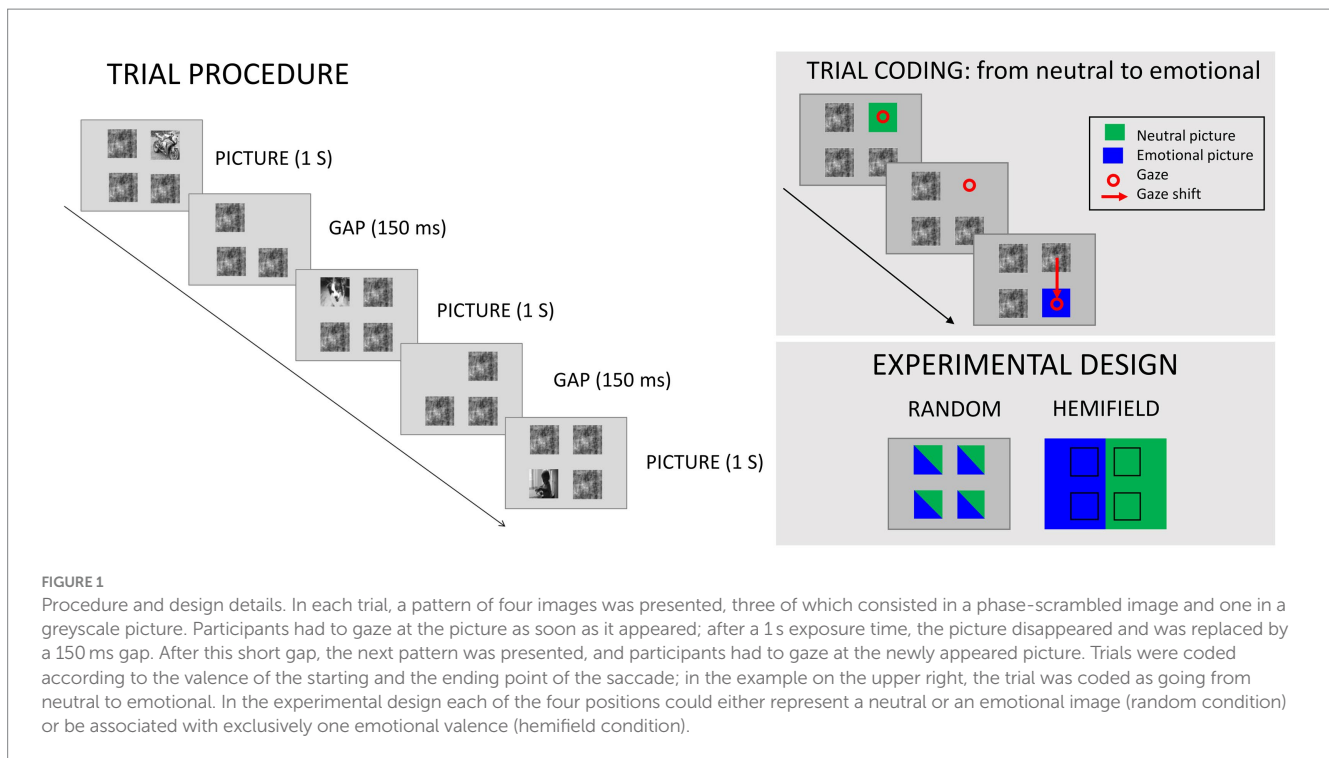 TRIAL PROCEDURE
PICTURE (1 S)
GAP (150 ms)
PICTURE (1 S)
GAP (150 ms)
PICTURE (1 S)
TRIAL CODING: from neutral to emotional
Neutral picture
Emotional picture
Gaze
Gaze shift
EXPERIMENTAL DESIGN
RANDOM HEMIFIELD
FIGURE 1
Procedure and design details. In each trial, a pattern of four images was presented, three of which consisted in a phase-scrambled image and one in a
greyscale picture. Participants had to gaze at the picture as soon as it appeared; after a 1 s exposure time, the picture disappeared and was replaced by
a 150 ms gap. After this short gap, the next pattern was presented, and participants had to gaze at the newly appeared picture. Trials were coded
according to the valence of the starting and the ending point of the saccade; in the example on the upper right, the trial was coded as going from
neutral to emotional. In the experimental design each of the four positions could either represent a neutral or an emotional image (random condition)
or be associated with exclusively one emotional valence (hemifield condition).